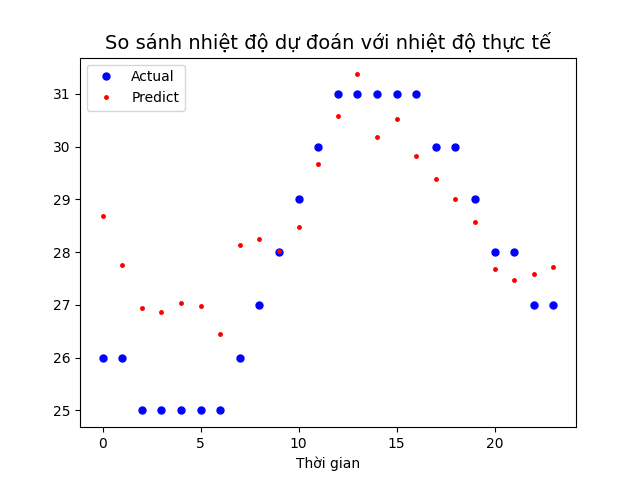 So sánh nhiệt độ dự đoán với nhiệt độ thực tế
Actual
Predict
31
30
29
28
27
26
25
0 5 10 15 20
Thời gian